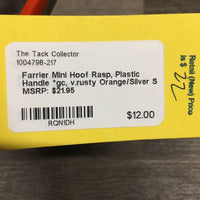 The Tack Collector
1004798-217
Farrier Mini Hoof Rasp, Plastic
Handle *gc, v.rusty Orange/Silver S
MSRP: $21.95
$12.00
RQN1DH
Retail (New) Price
is $ 22